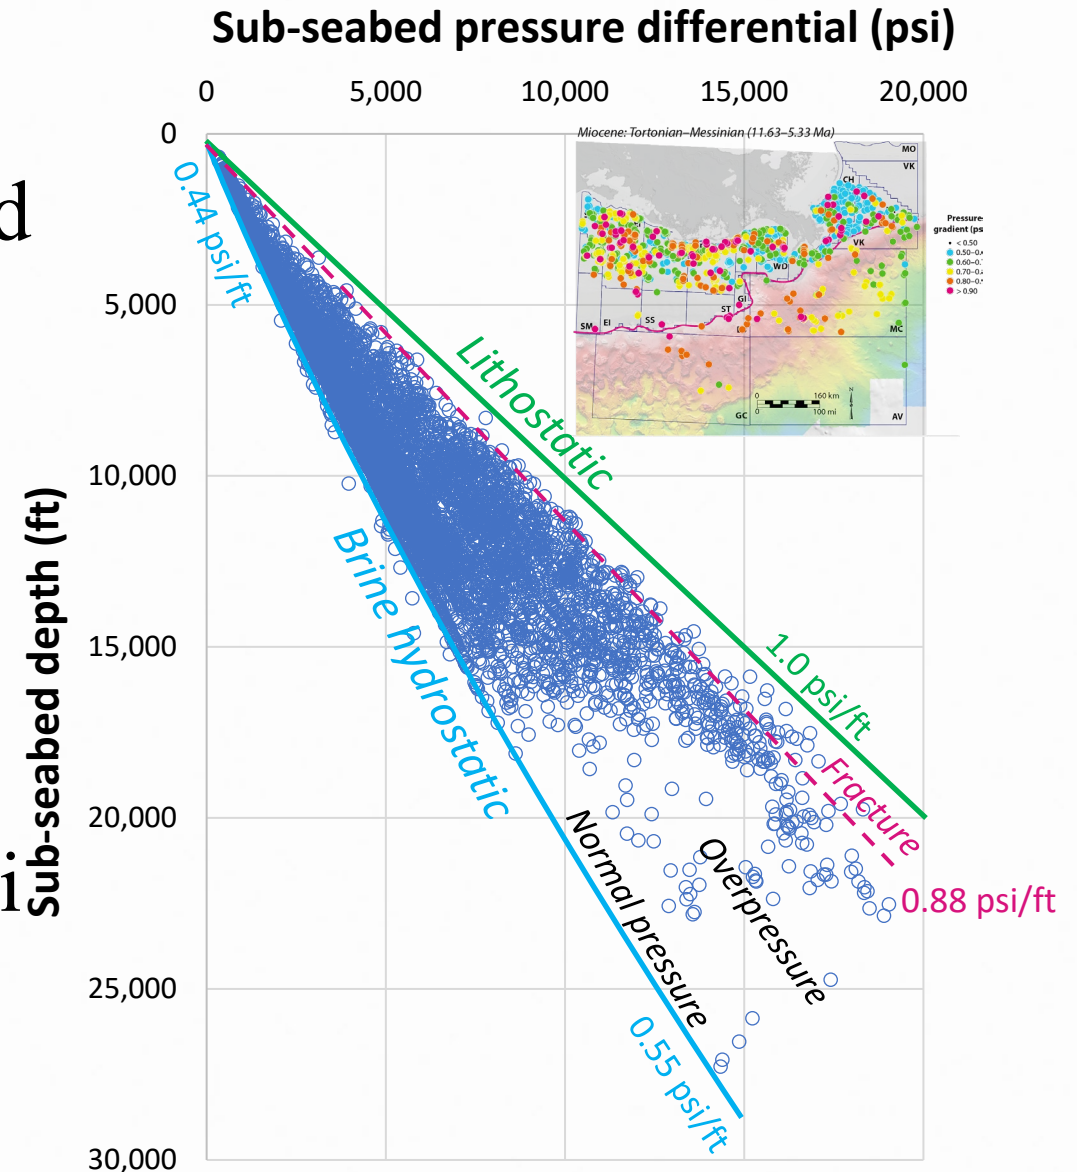 Sub-seabed pressure differential (psi)
0 5,000 10,000 15,000 20,000
0
5,000
10,000
15,000
20,000
25,000
30,000
Sub-seabed depth (ft)
d
i
0.44 psi/ft
Lithostatic
1.0 psi/ft
Brine hydrostatic
Fracture
0.88 psi/ft
Normal pressure
Overpressure
0.55 psi/ft
Miocene: Tortonian–Messinian (11.63–5.33 Ma)
MO
VK
CH
VK
WD
GI
ST
SS
EI
SM
MC
GC
AV
N
0 160 km
0 100 mi
Pressure
gradient (ps
< 0.50
0.50–0.
0.60–0.
0.70–0.
0.80–0.
> 0.90